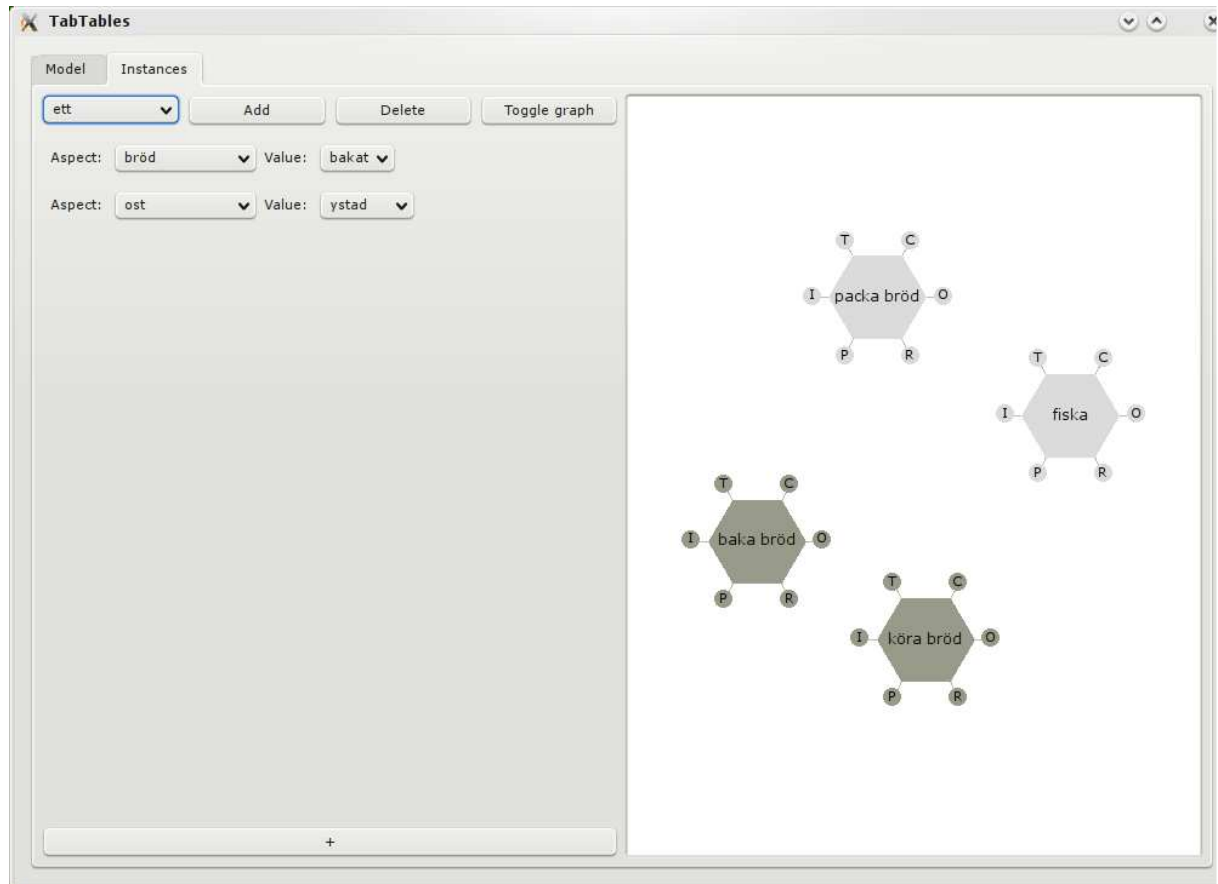 TabTables
Model Instances
ett Add Delete Toggle graph
Aspect: bröd Value: bakat
Aspect: ost Value: ystad
T C
I packa bröd O
P R
T C
I fiska O
P R
T C
I baka bröd O
P R
T C
I köra bröd O
P R
+